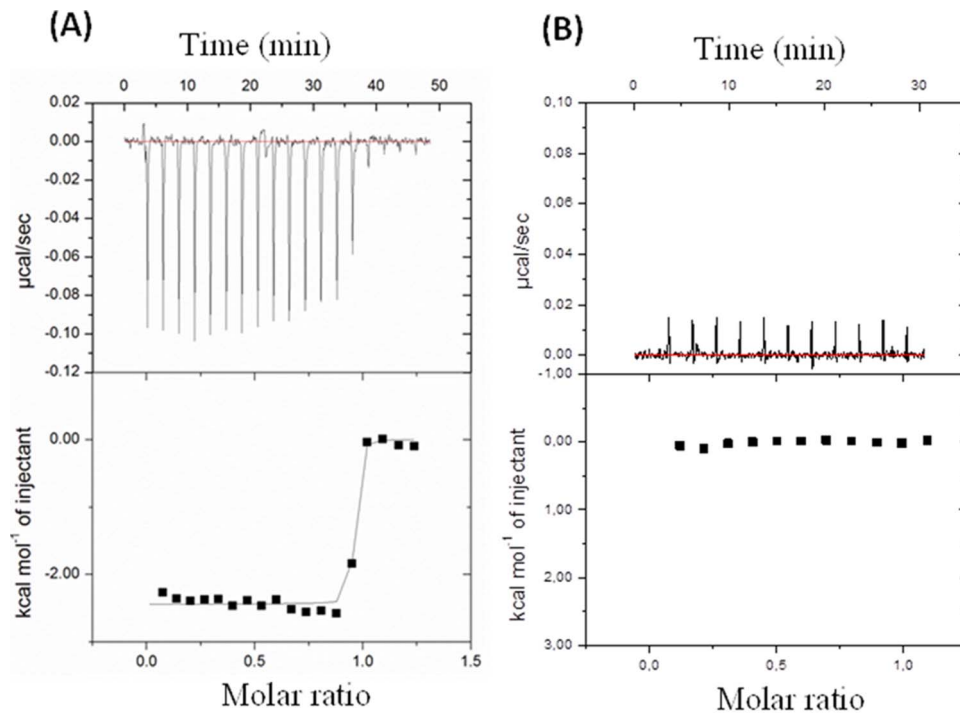 (A)
Time (min)
0 10 20 30 40 50
0.02
0.00
-0.02
-0.04
-0.06
-0.08
-0.10
-0.12
µcal/sec
0.00
-2.00
kcal mol⁻¹ of injectant
0.0 0.5 1.0 1.5
Molar ratio
(B)
Time (min)
0 10 20 30
0,10
0,08
0,06
0,04
0,02
0,00
-1,00
µcal/sec
0,00
1,00
2,00
3,00
kcal mol⁻¹ of injectant
0,0 0,5 1,0
Molar ratio